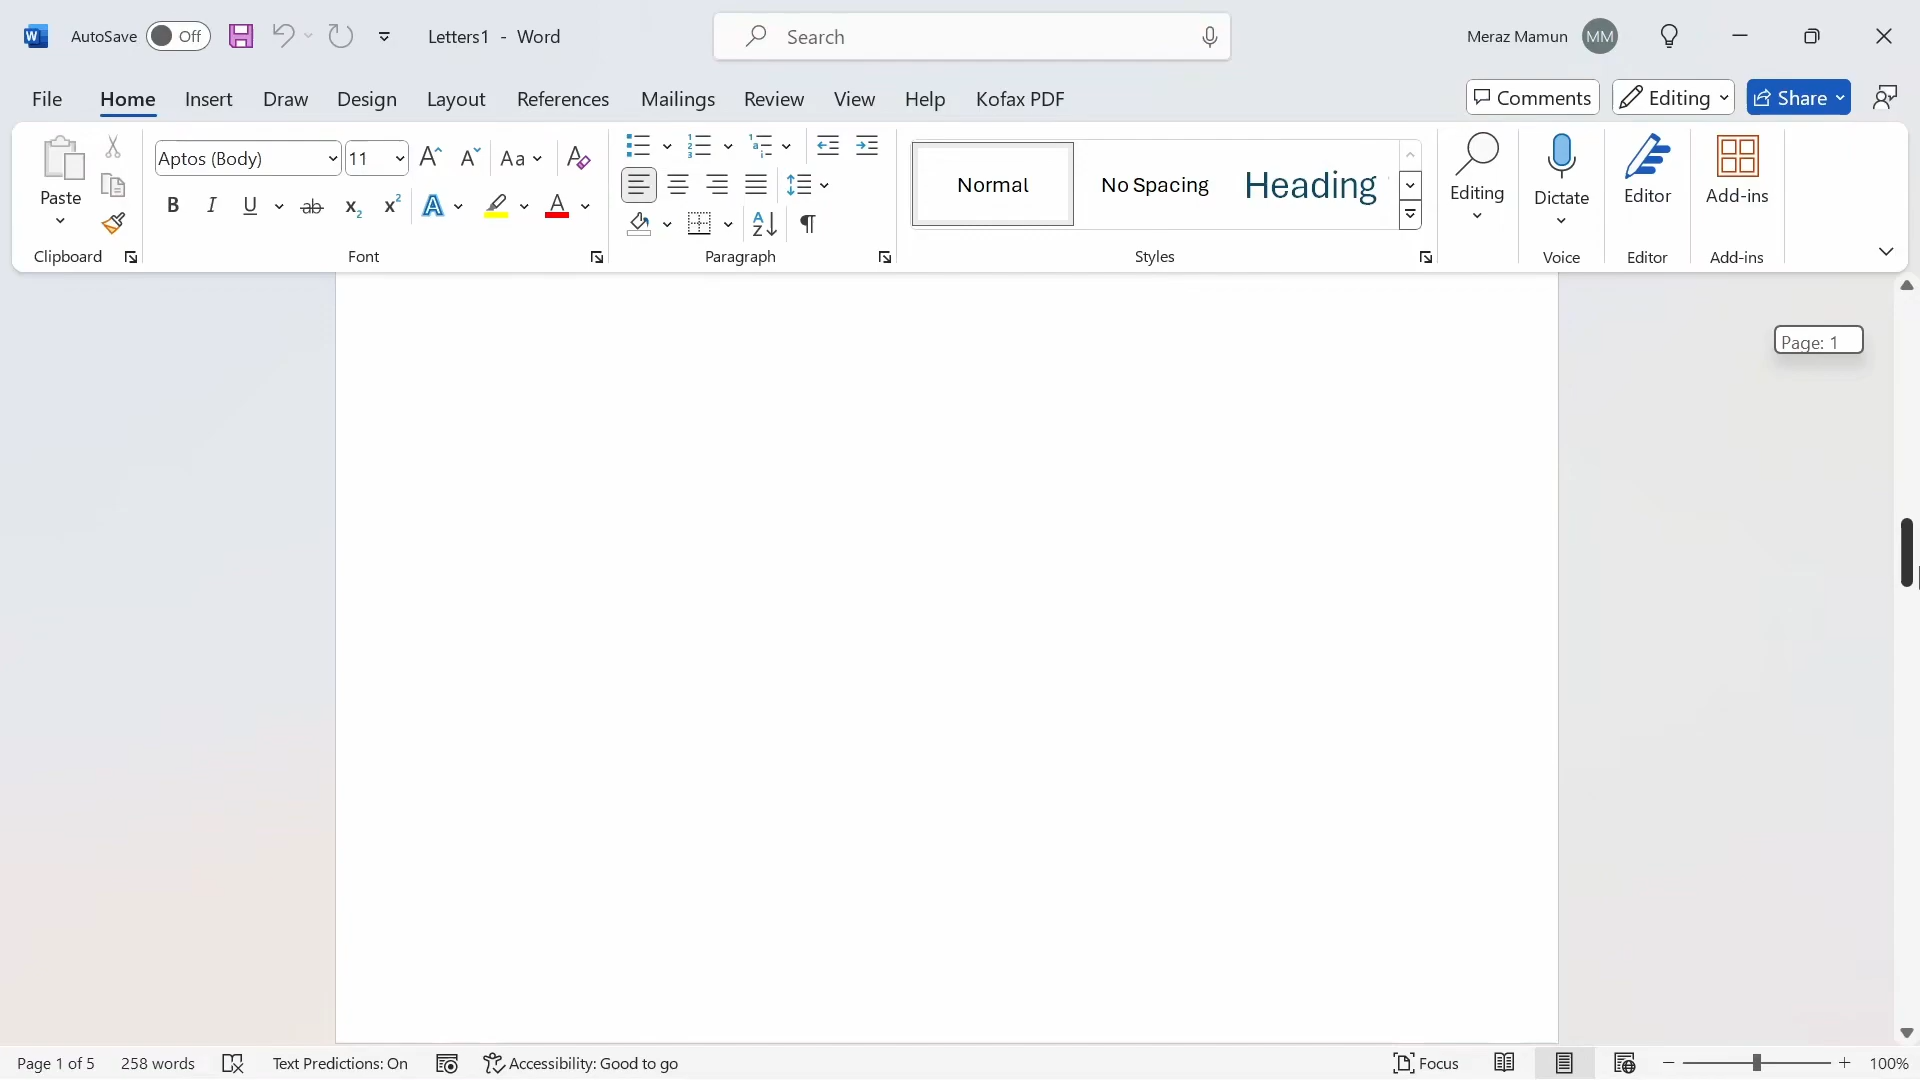 AutoSave Off Letters1 - Word Search Meraz Mamun MM
File Home Insert Draw Design Layout References Mailings Review View Help Kofax PDF Comments Editing Share
Paste Aptos (Body) 11 Aa Normal No Spacing Heading Editing Dictate Editor Add-ins
Clipboard Font Paragraph Styles Voice Editor Add-ins
Page: 1
Page 1 of 5 258 words Text Predictions: On Accessibility: Good to go Focus 100%